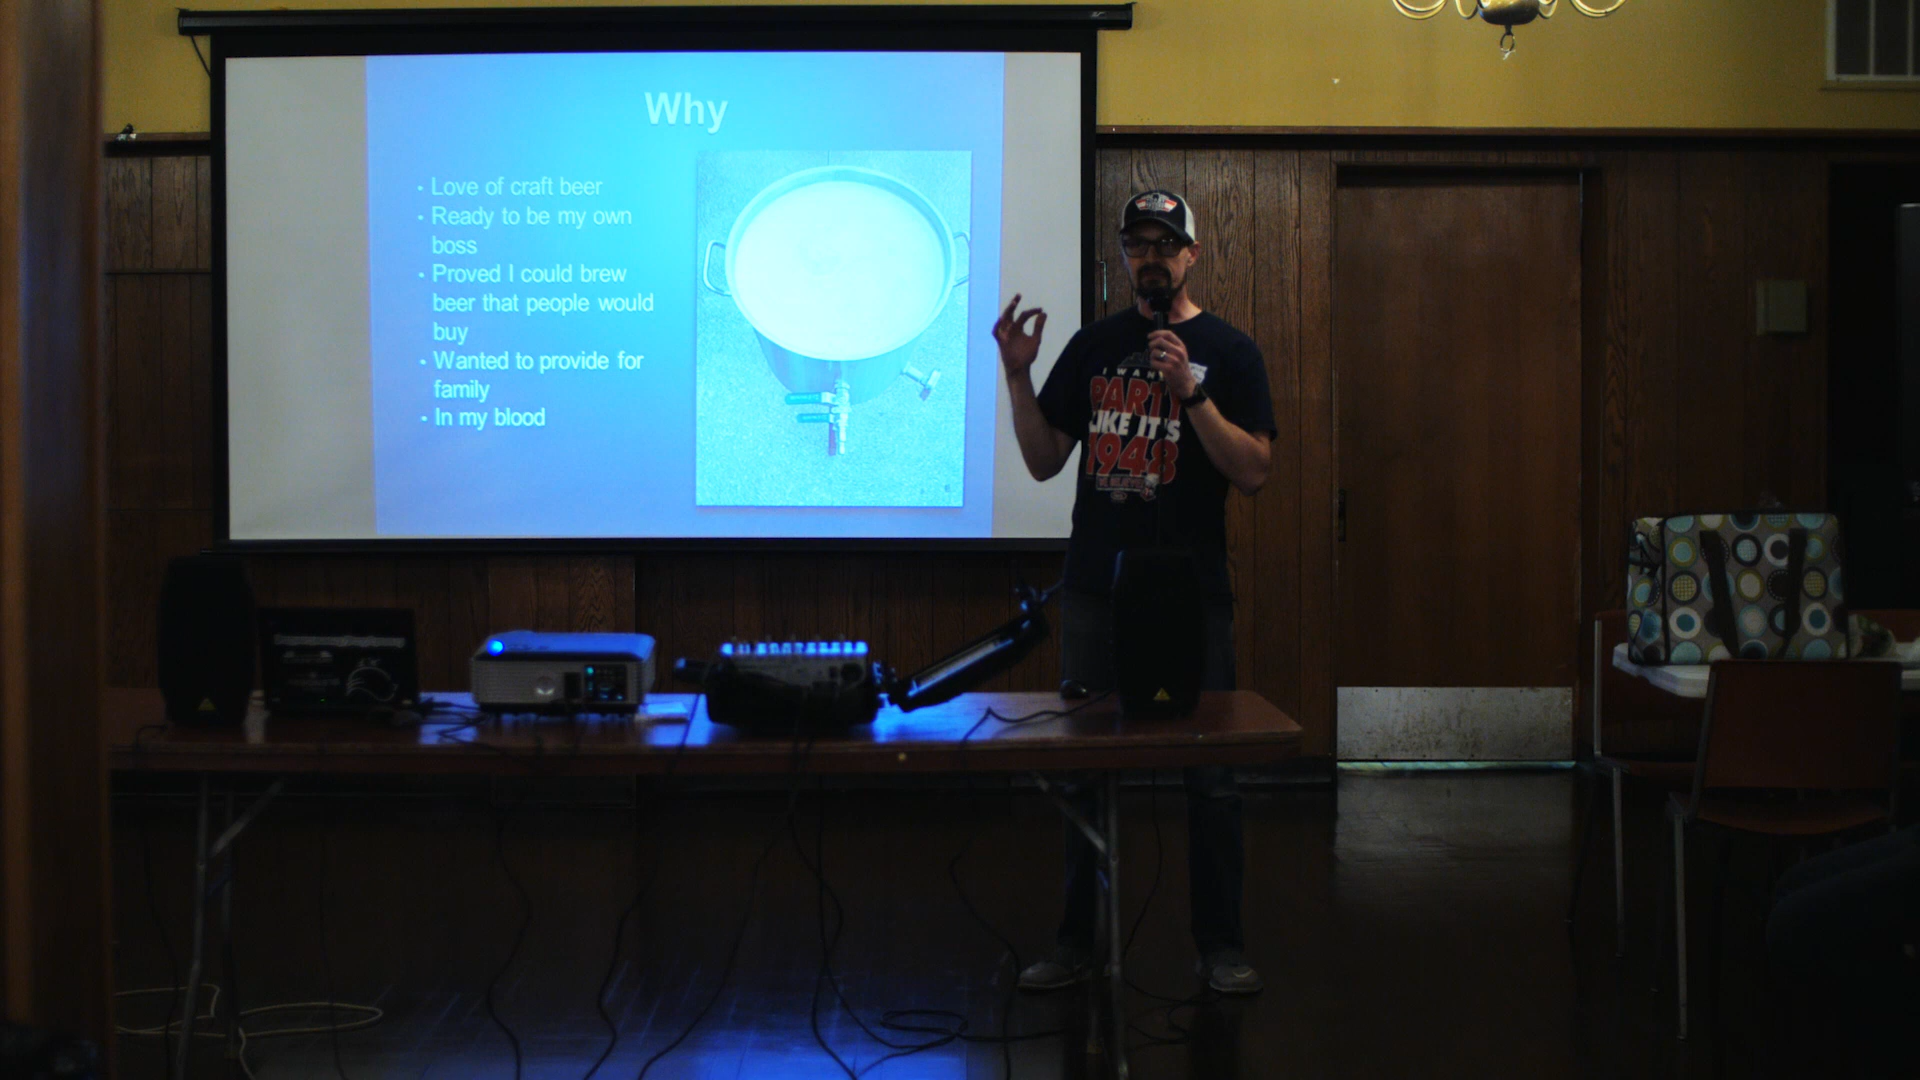 Why
• Love of craft beer
• Ready to be my own
boss
• Proved I could brew
beer that people would
buy
• Wanted to provide for
family
• In my blood
PARTY
LIKE IT'S
1948